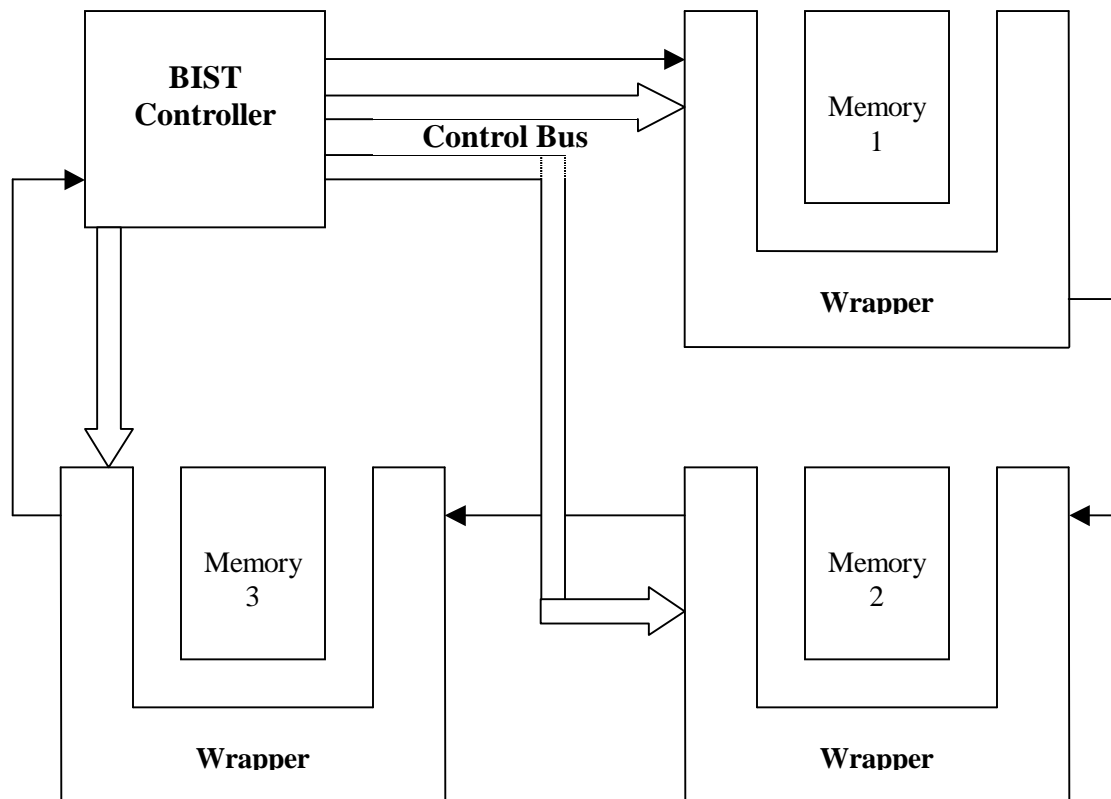 BIST
Controller
Control Bus
Memory
1
Wrapper
Memory
3
Memory
2
Wrapper
Wrapper